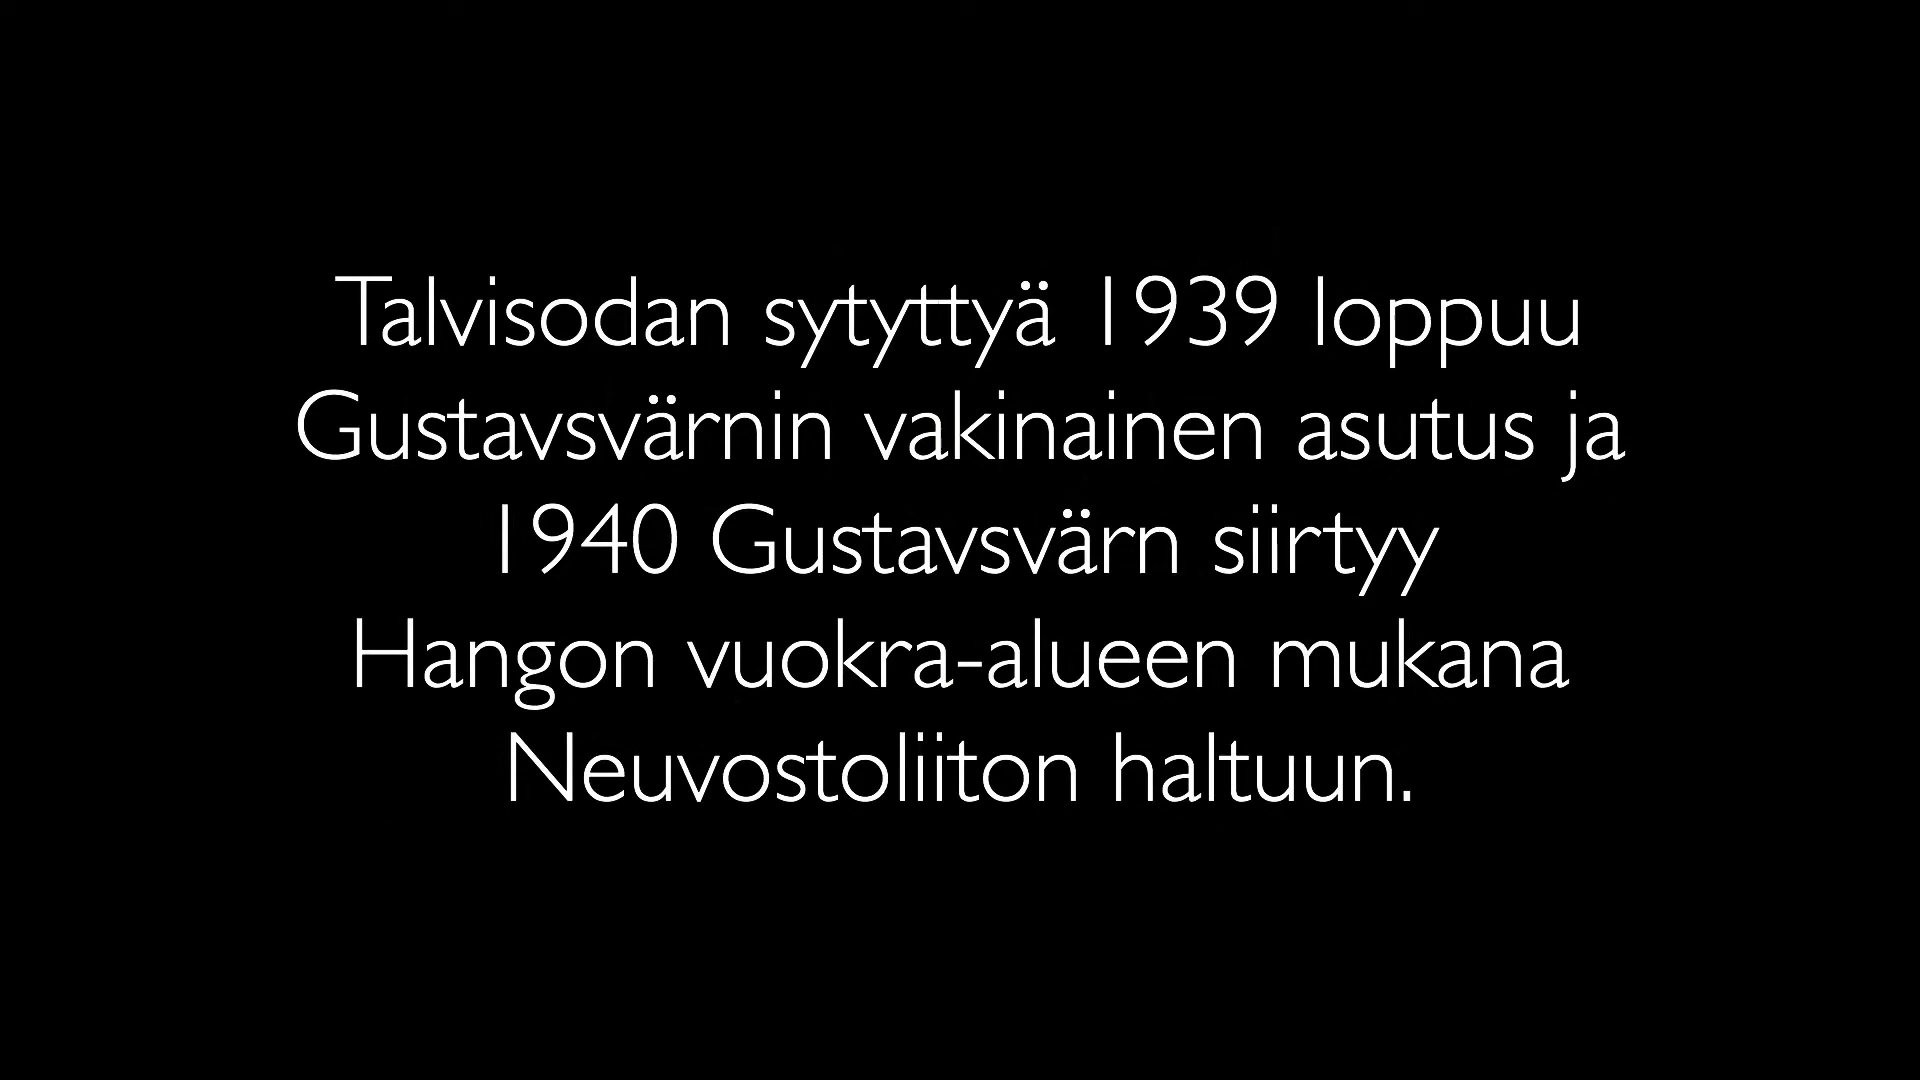 Talvisodan sytyttyä 1939 loppuu
Gustavsvärnin vakinainen asutus ja
1940 Gustavsvärn siirtyy
Hangon vuokra-alueen mukana
Neuvostoliiton haltuun.